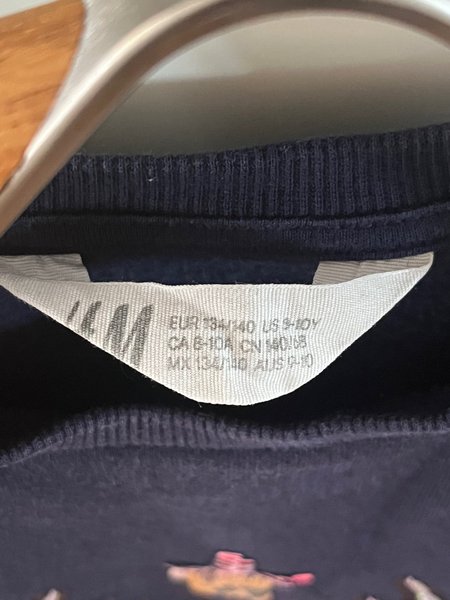 H&M
EUR 134/140 US 9-10Y
CA 8-10A CN 140/68
MX 134/140 AUS 9-10